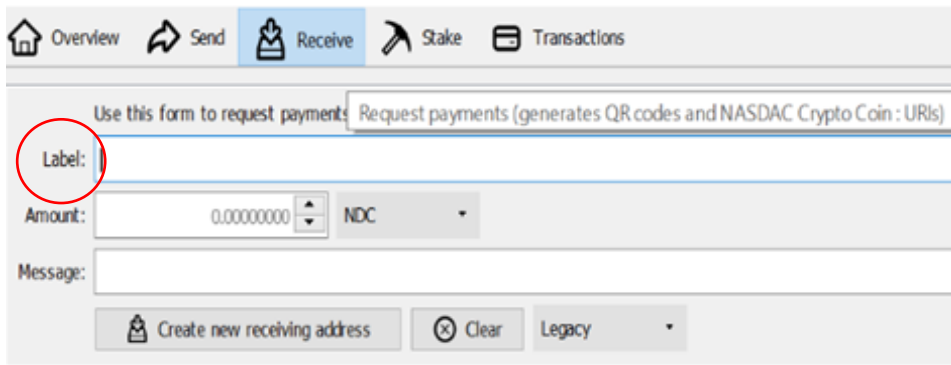 Overview Send Receive Stake Transactions
Use this form to request payments Request payments (generates QR codes and NASDAC Crypto Coin : URIs)
Label:
Amount: 0.00000000 NDC
Message:
Create new receiving address Clear Legacy